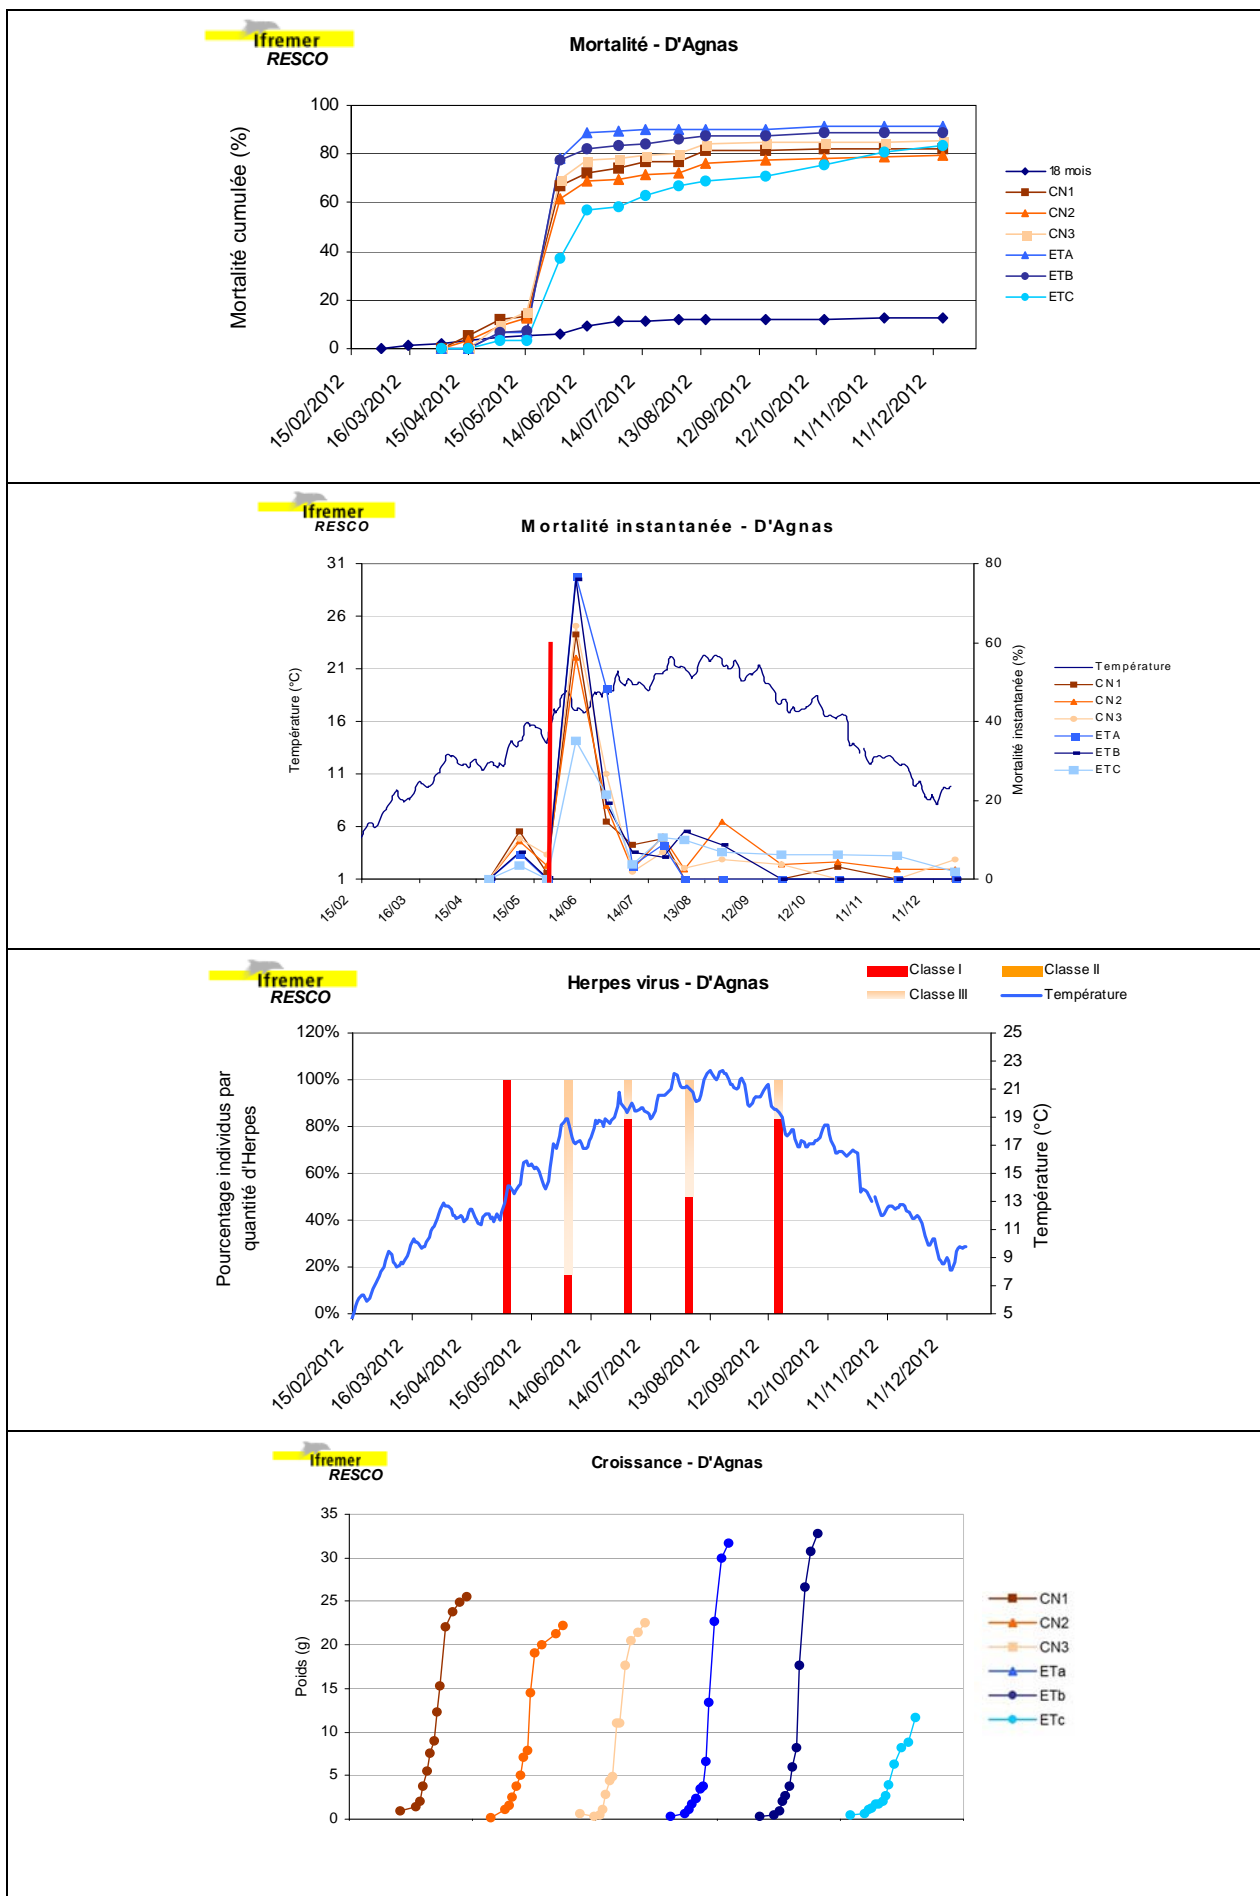 Ifremer
RESCO
Mortalité - D'Agnas
Mortalité cumulée (%)
100
80
60
40
20
0
15/02/2012
16/03/2012
15/04/2012
15/05/2012
14/06/2012
14/07/2012
13/08/2012
12/09/2012
12/10/2012
11/11/2012
11/12/2012
18 mois
CN1
CN2
CN3
ETA
ETB
ETC
Ifremer
RESCO
Mortalité instantanée - D'Agnas
Température (°C)
31
26
21
16
11
6
1
80
60
40
20
0
Mortalité instantanée (%)
15/02
16/03
15/04
15/05
14/06
14/07
13/08
12/09
12/10
11/11
11/12
Température
CN1
CN2
CN3
ETA
ETB
ETC
Ifremer
RESCO
Herpes virus - D'Agnas
Classe I
Classe II
Classe III
Température
Pourcentage individus par
quantité d'Herpes
120%
100%
80%
60%
40%
20%
0%
25
23
21
19
17
15
13
11
9
7
5
Température (°C)
15/02/2012
16/03/2012
15/04/2012
15/05/2012
14/06/2012
14/07/2012
13/08/2012
12/09/2012
12/10/2012
11/11/2012
11/12/2012
Ifremer
RESCO
Croissance - D'Agnas
Poids (g)
35
30
25
20
15
10
5
0
CN1
CN2
CN3
ETa
ETb
ETc